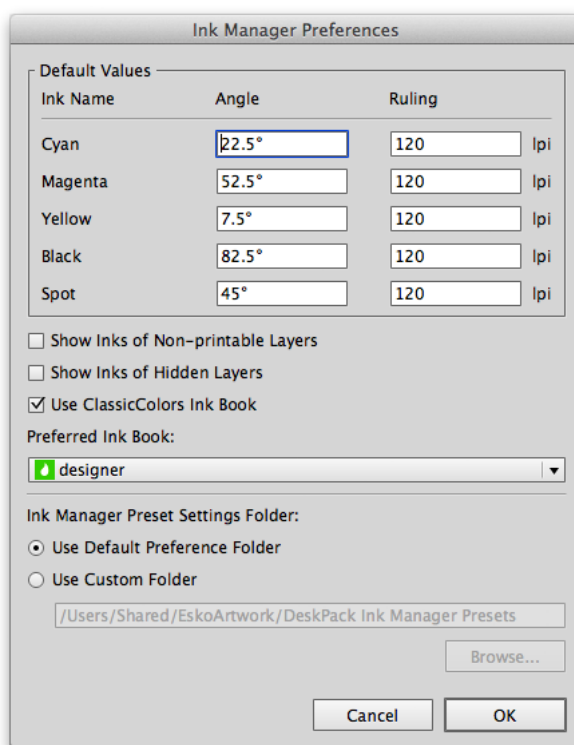 Ink Manager Preferences
Default Values
Ink Name Angle Ruling
Cyan 22.5° 120 lpi
Magenta 52.5° 120 lpi
Yellow 7.5° 120 lpi
Black 82.5° 120 lpi
Spot 45° 120 lpi
Show Inks of Non-printable Layers
Show Inks of Hidden Layers
Use ClassicColors Ink Book
Preferred Ink Book:
designer
Ink Manager Preset Settings Folder:
Use Default Preference Folder
Use Custom Folder
/Users/Shared/EskoArtwork/DeskPack Ink Manager Presets
Browse...
Cancel OK